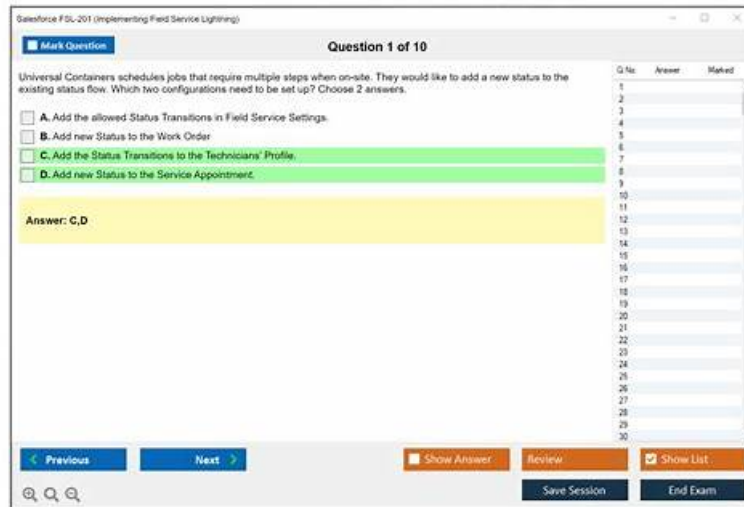 Salesforce FSL-201 (Implementing Field Service Lightning)
Mark Question
Question 1 of 10
Universal Containers schedules jobs that require multiple steps when on-site. They would like to add a new status to the
existing status flow. Which two configurations need to be set up? Choose 2 answers.
A. Add the allowed Status Transitions in Field Service Settings.
B. Add new Status to the Work Order
C. Add the Status Transitions to the Technicians' Profile.
D. Add new Status to the Service Appointment.
Answer: C,D
Q No. Answer Marked
1
2
3
4
5
6
7
8
9
10
11
12
13
14
15
16
17
18
19
20
21
22
23
24
25
26
27
28
29
30
Previous
Next
Show Answer
Review
Show List
Save Session
End Exam